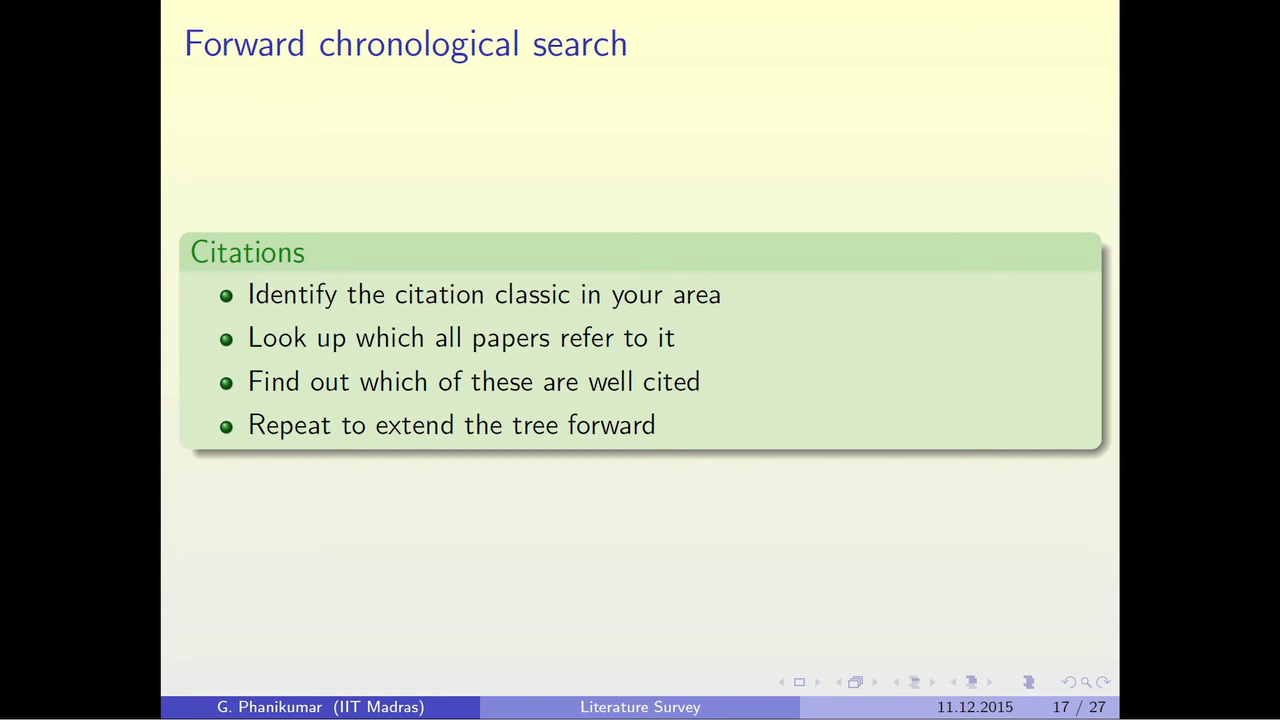 Forward chronological search
Citations
Identify the citation classic in your area
Look up which all papers refer to it
Find out which of these are well cited
Repeat to extend the tree forward
G. Phanikumar (IIT Madras) Literature Survey 11.12.2015 17 / 27